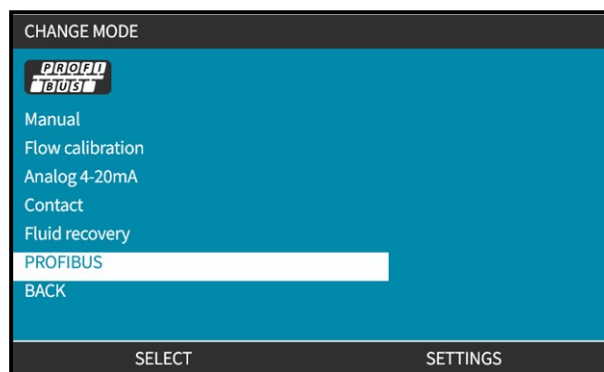 CHANGE MODE
PROFI
BUS
Manual
Flow calibration
Analog 4-20mA
Contact
Fluid recovery
PROFIBUS
BACK
SELECT SETTINGS